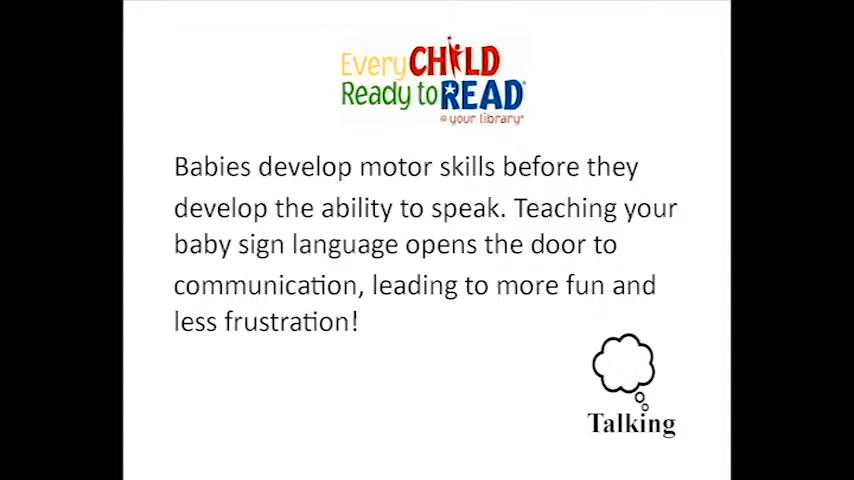 Every CHILD
Ready to READ®
@ your library®
Babies develop motor skills before they
develop the ability to speak. Teaching your
baby sign language opens the door to
communication, leading to more fun and
less frustration!
Talking